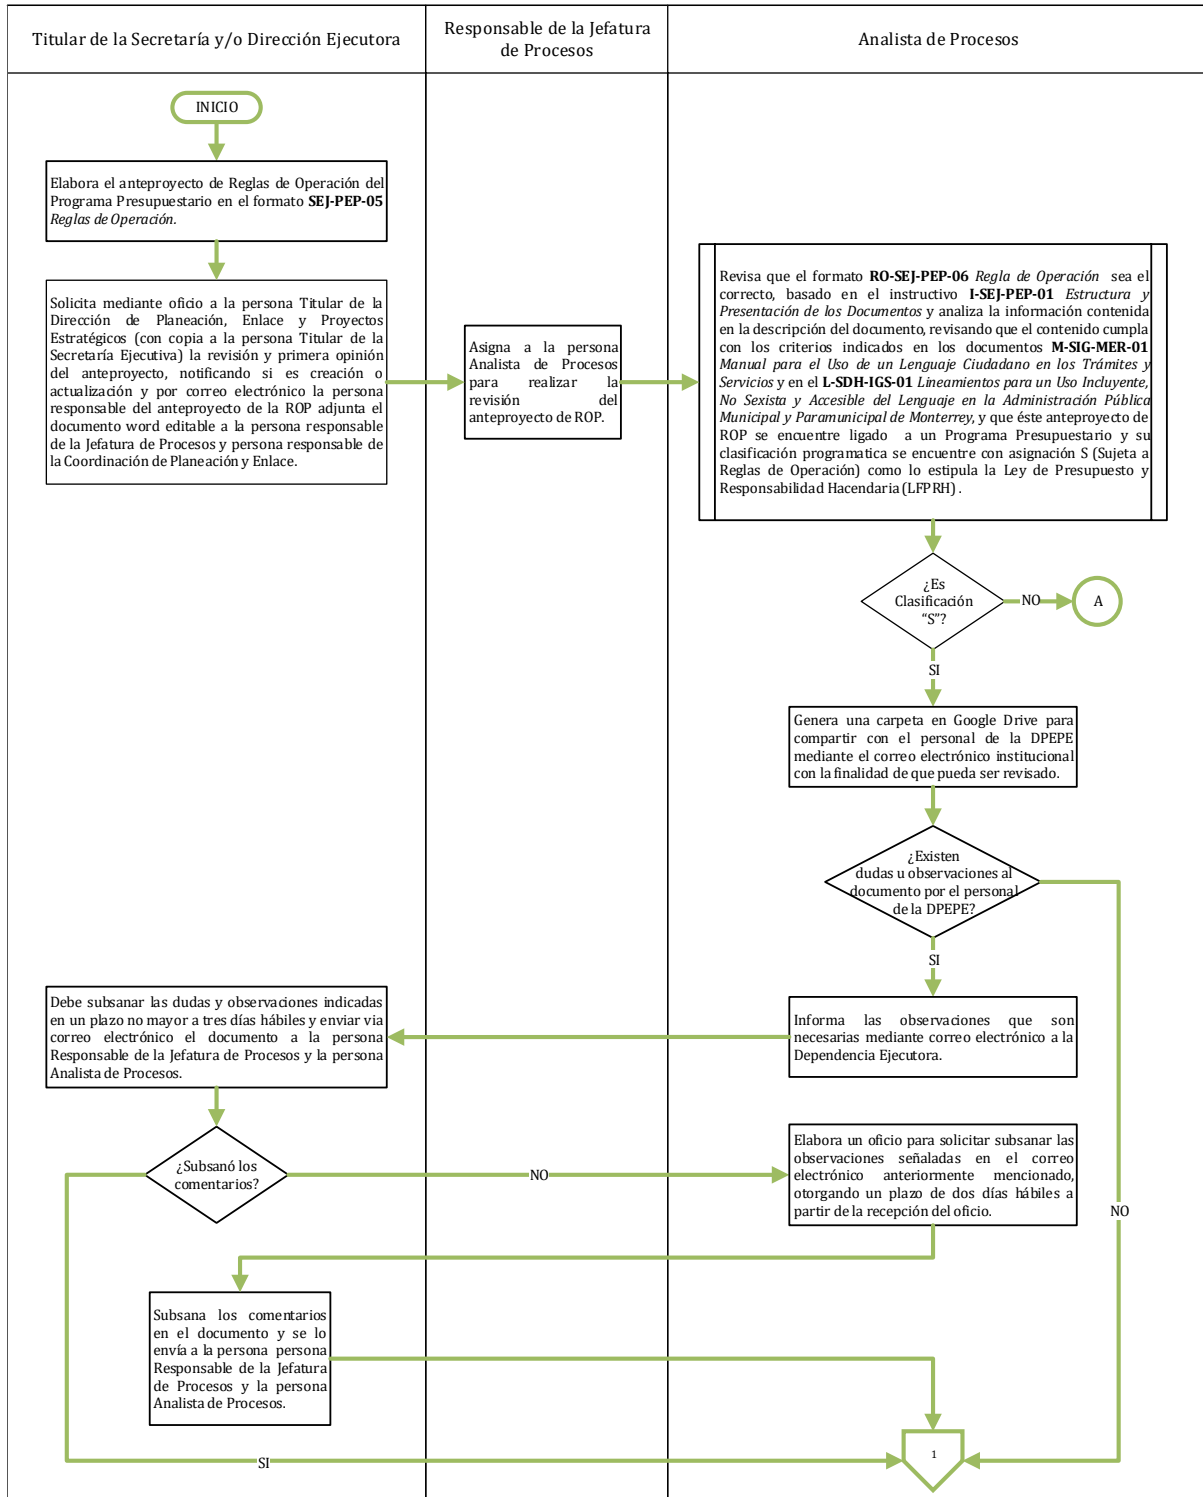 Titular de la Secretaría y/o Dirección Ejecutora
Responsable de la Jefatura
de Procesos
Analista de Procesos
INICIO
Elabora el anteproyecto de Reglas de Operación del
Programa Presupuestario en el formato SEJ-PEP-05
Reglas de Operación.
Solicita mediante oficio a la persona Titular de la
Dirección de Planeación, Enlace y Proyectos
Estratégicos (con copia a la persona Titular de la
Secretaría Ejecutiva) la revisión y primera opinión
del anteproyecto, notificando si es creación o
actualización y por correo electrónico la persona
responsable del anteproyecto de la ROP adjunta el
documento word editable a la persona responsable
de la Jefatura de Procesos y persona responsable de
la Coordinación de Planeación y Enlace.
Asigna a la persona
Analista de Procesos
para realizar la
revisión del
anteproyecto de ROP.
Revisa que el formato RO-SEJ-PEP-06 Regla de Operación sea el
correcto, basado en el instructivo I-SEJ-PEP-01 Estructura y
Presentación de los Documentos y analiza la información contenida
en la descripción del documento, revisando que el contenido cumpla
con los criterios indicados en los documentos M-SIG-MER-01
Manual para el Uso de un Lenguaje Ciudadano en los Trámites y
Servicios y en el L-SDH-IGS-01 Lineamientos para un Uso Incluyente,
No Sexista y Accesible del Lenguaje en la Administración Pública
Municipal y Paramunicipal de Monterrey, y que éste anteproyecto de
ROP se encuentre ligado a un Programa Presupuestario y su
clasificación programatica se encuentre con asignación S (Sujeta a
Reglas de Operación) como lo estipula la Ley de Presupuesto y
Responsabilidad Hacendaria (LFPRH) .
¿Es
Clasificación
“S”?
NO
A
SI
Genera una carpeta en Google Drive para
compartir con el personal de la DPEPE
mediante el correo electrónico institucional
con la finalidad de que pueda ser revisado.
¿Existen
dudas u observaciones al
documento por el personal
de la DPEPE?
SI
Informa las observaciones que son
necesarias mediante correo electrónico a la
Dependencia Ejecutora.
Debe subsanar las dudas y observaciones indicadas
en un plazo no mayor a tres días hábiles y enviar via
correo electrónico el documento a la persona
Responsable de la Jefatura de Procesos y la persona
Analista de Procesos.
¿Subsanó los
comentarios?
NO
Elabora un oficio para solicitar subsanar las
observaciones señaladas en el correo
electrónico anteriormente mencionado,
otorgando un plazo de dos días hábiles a
partir de la recepción del oficio.
NO
Subsana los comentarios
en el documento y se lo
envía a la persona persona
Responsable de la Jefatura
de Procesos y la persona
Analista de Procesos.
SI
1